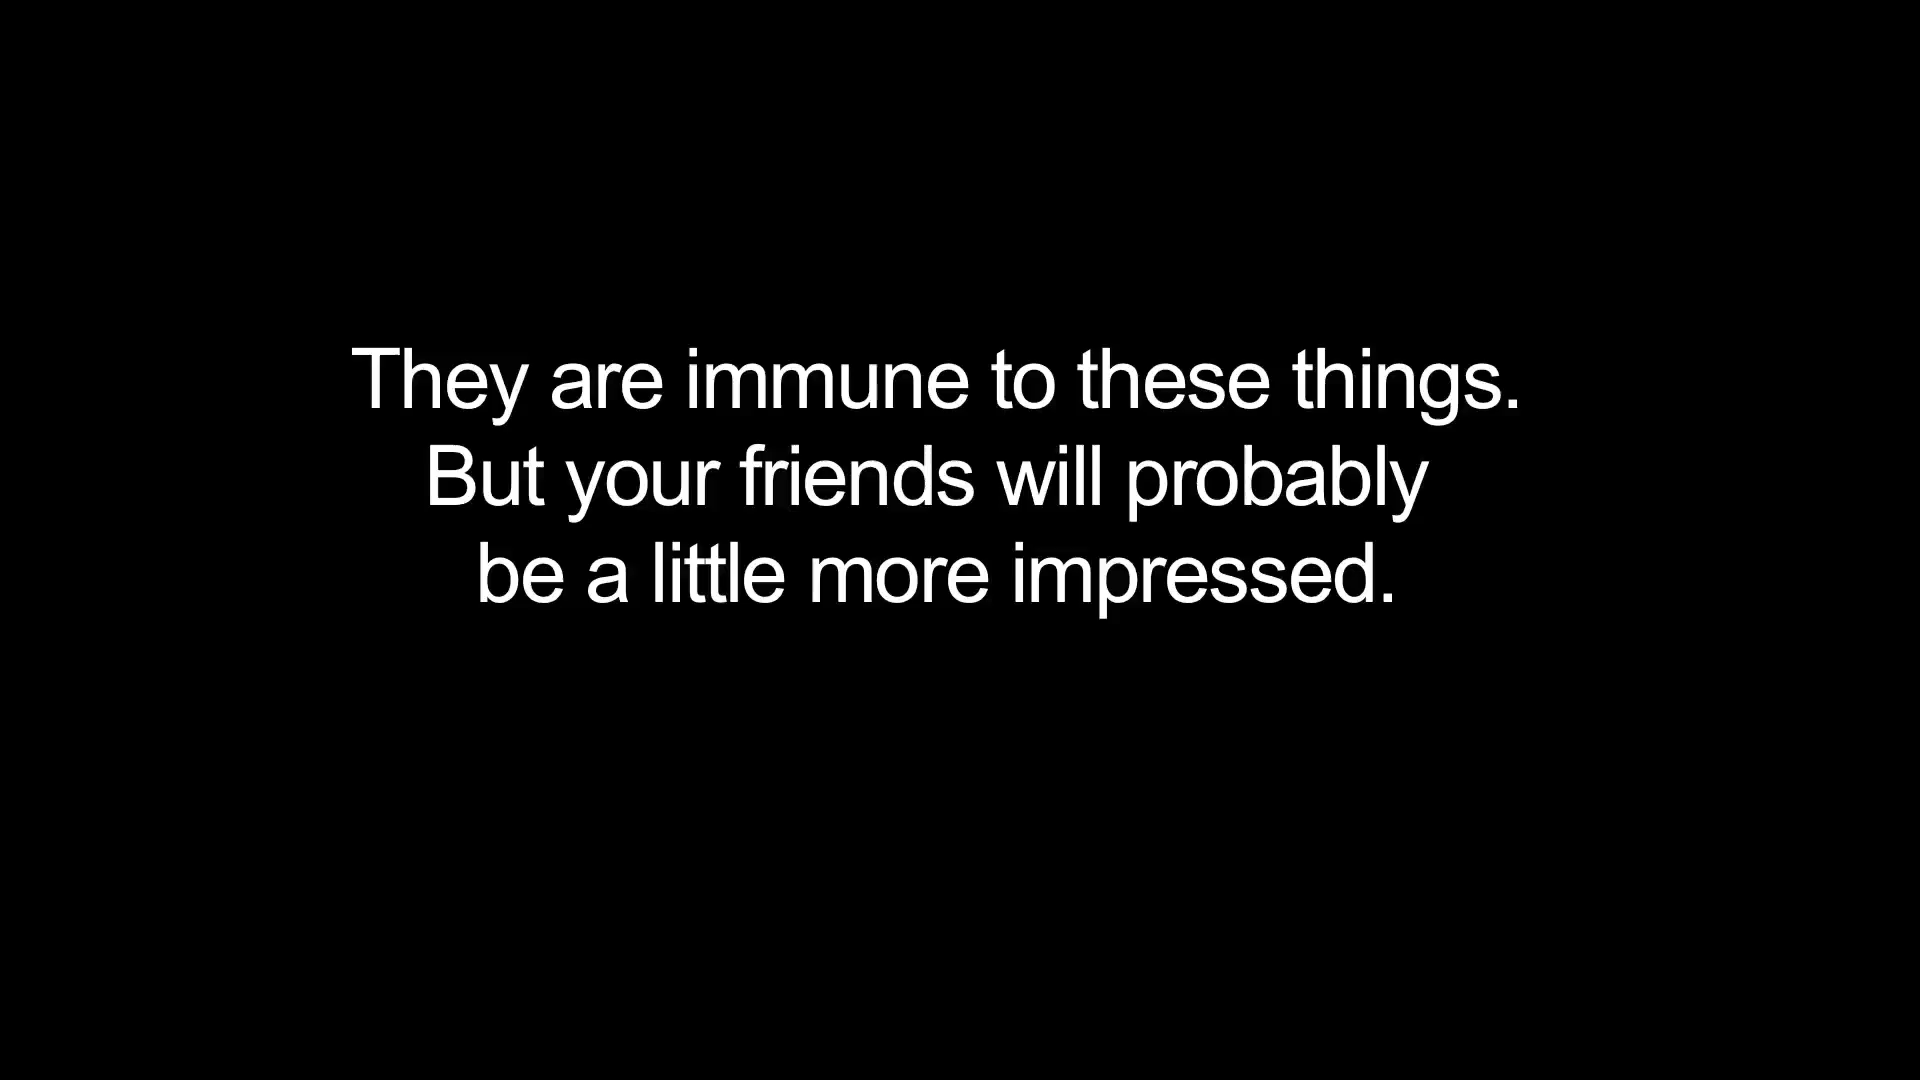 They are immune to these things.
But your friends will probably
be a little more impressed.